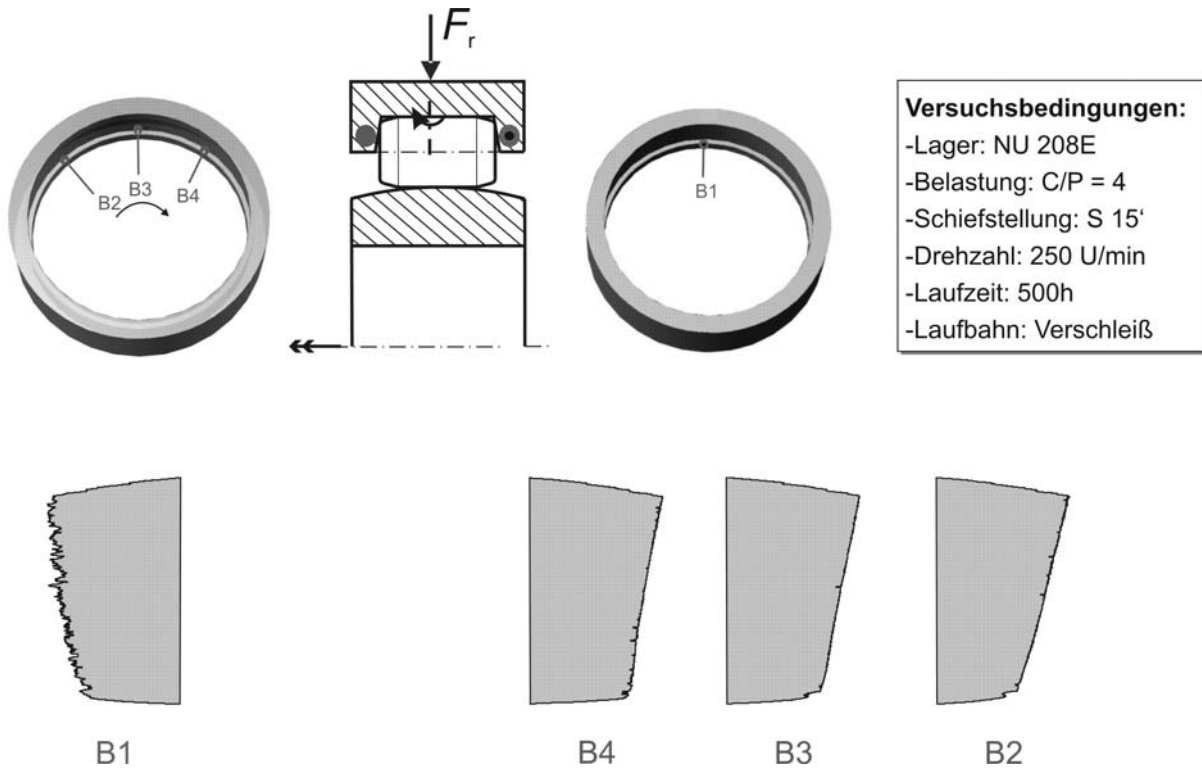 Fr
B2
B3
B4
B1
Versuchsbedingungen:
-Lager: NU 208E
-Belastung: C/P = 4
-Schiefstellung: S 15‘
-Drehzahl: 250 U/min
-Laufzeit: 500h
-Laufbahn: Verschleiß
B1
B4
B3
B2